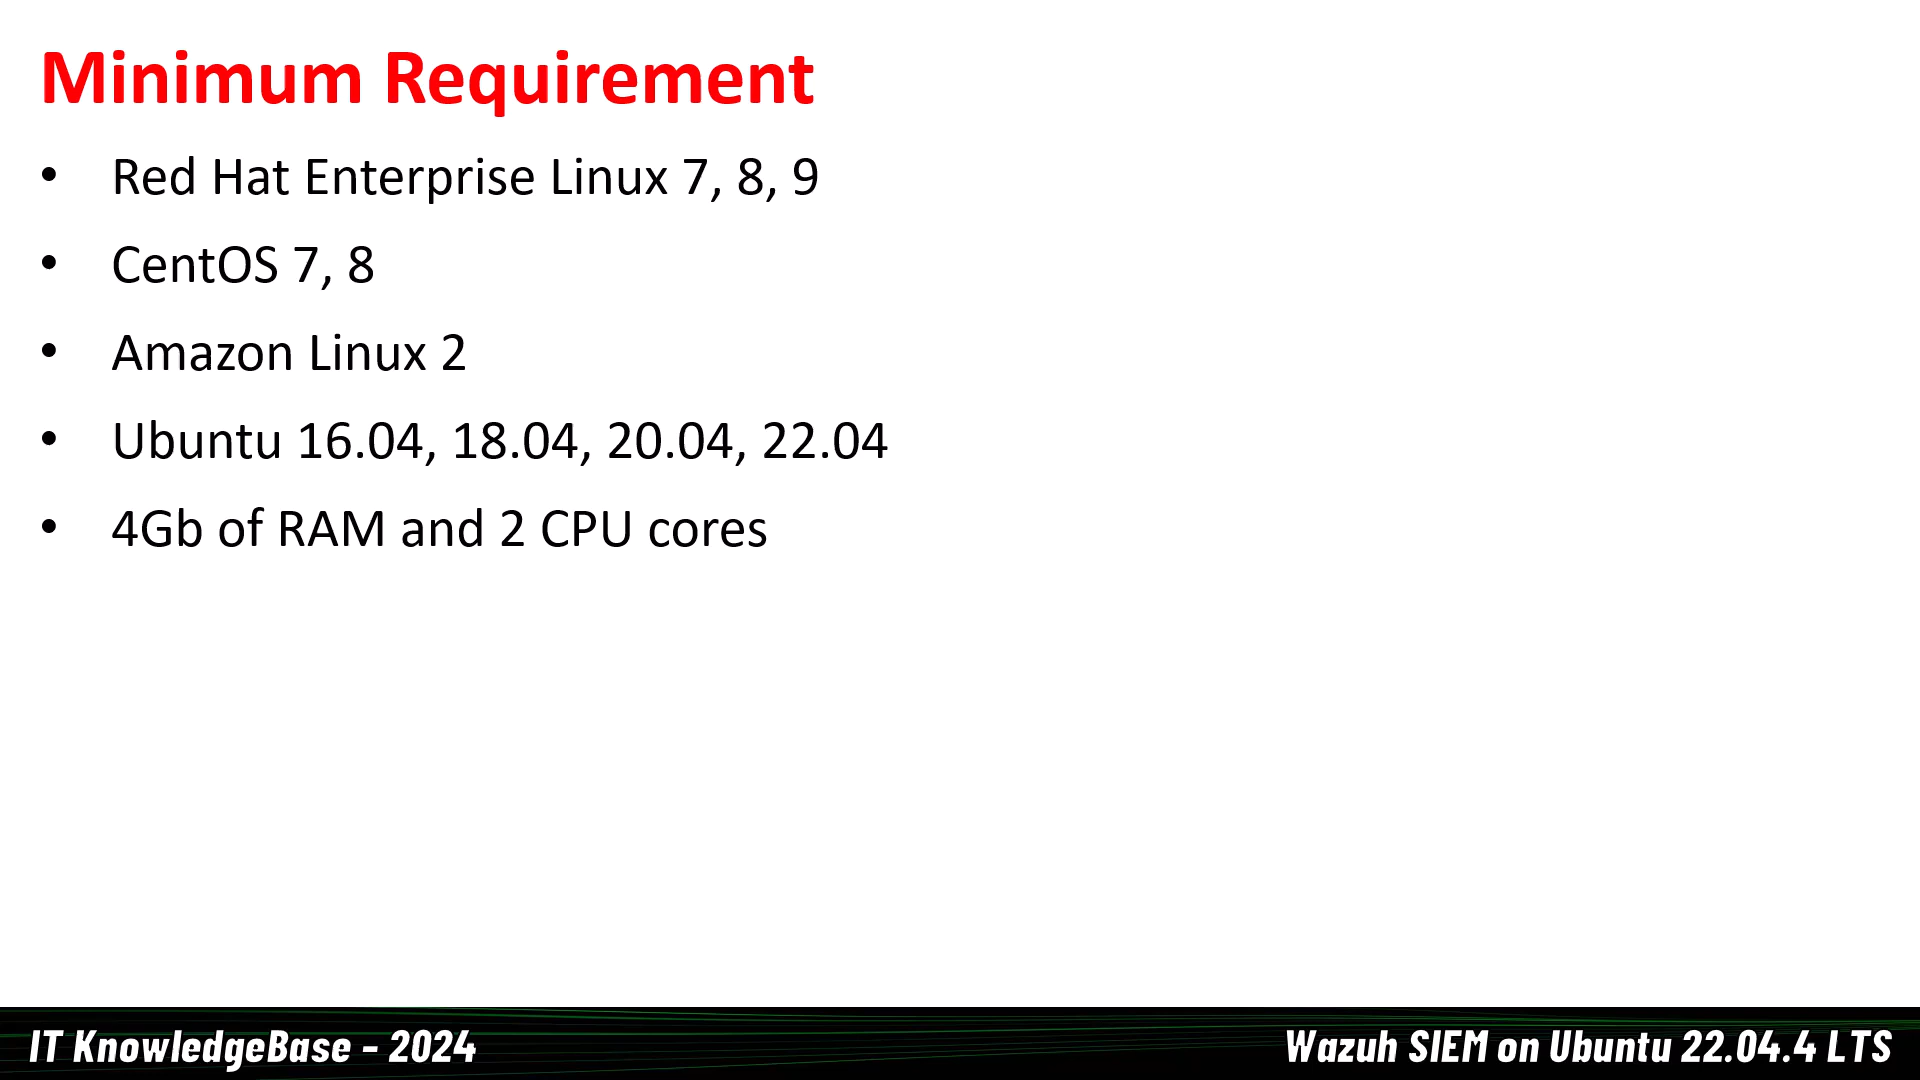 Minimum Requirement
• Red Hat Enterprise Linux 7, 8, 9
• CentOS 7, 8
• Amazon Linux 2
• Ubuntu 16.04, 18.04, 20.04, 22.04
• 4Gb of RAM and 2 CPU cores
IT KnowledgeBase - 2024
Wazuh SIEM on Ubuntu 22.04.4 LTS